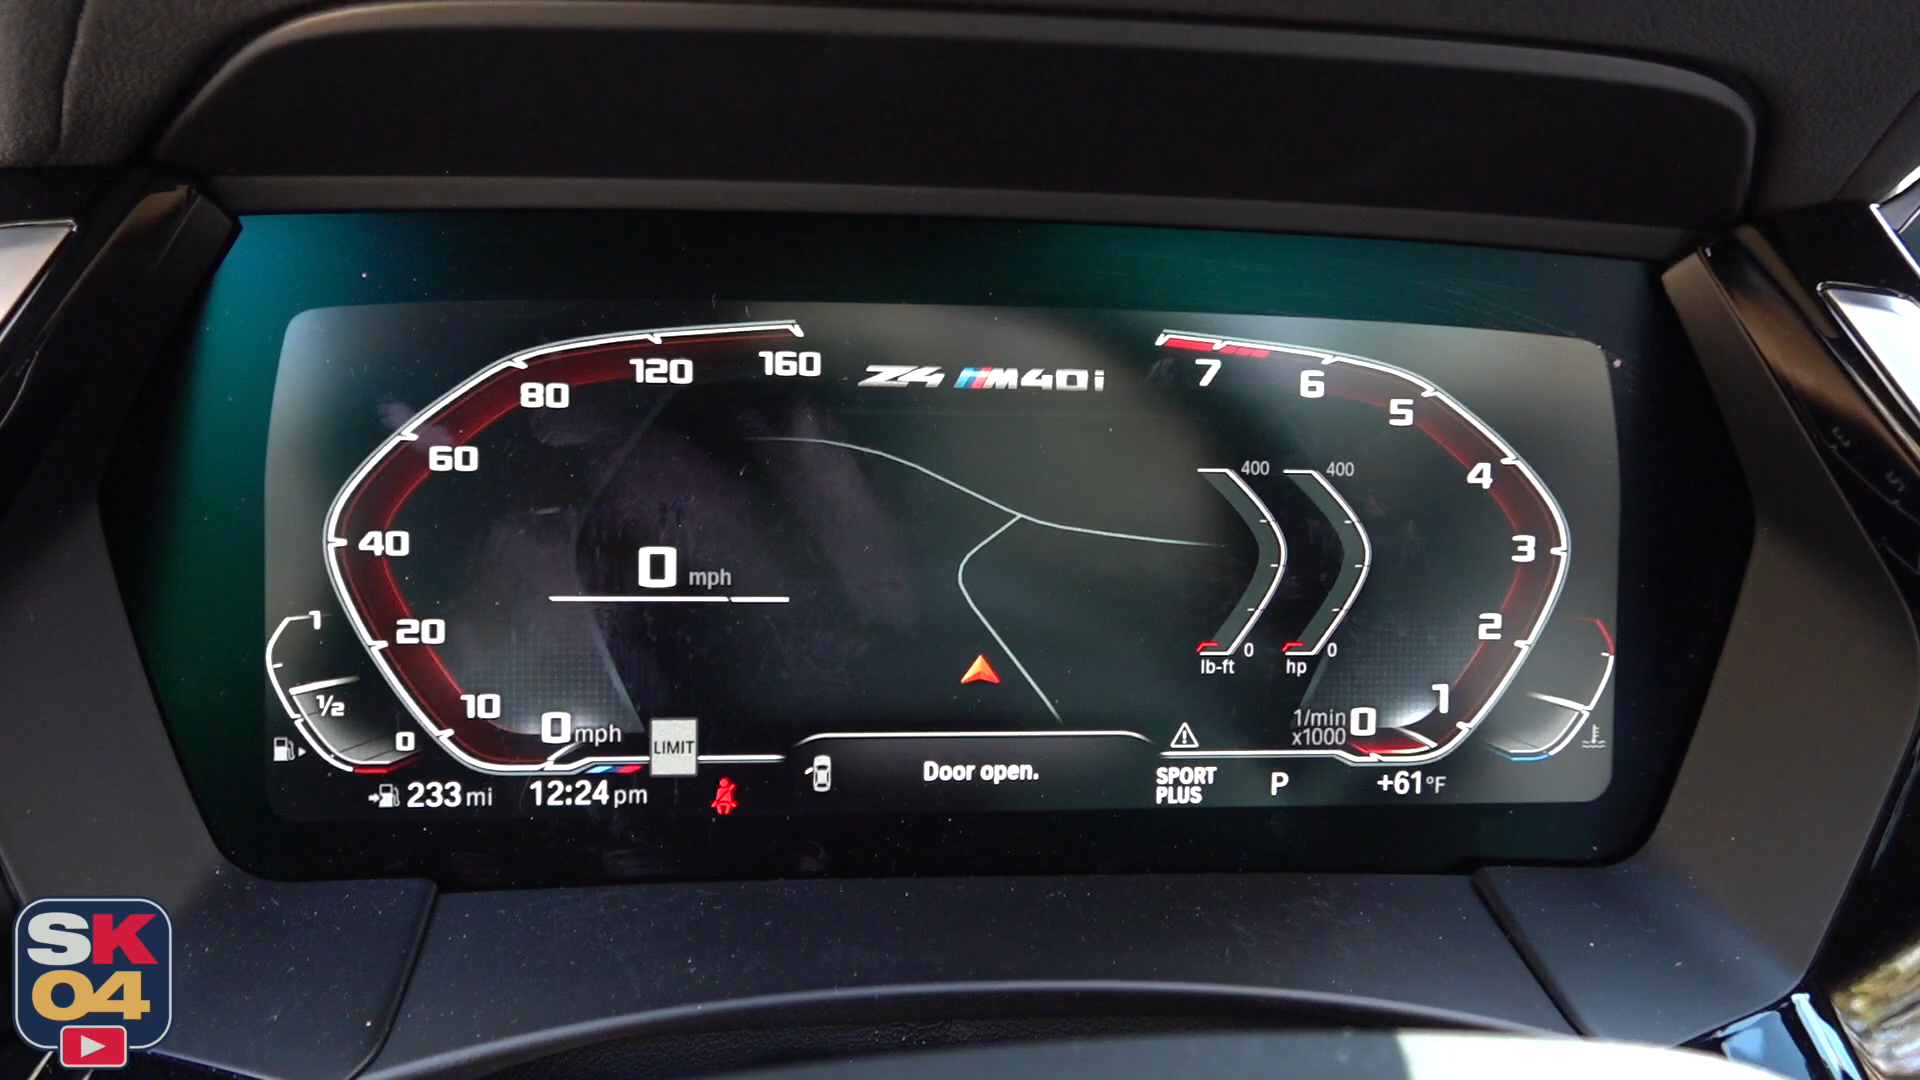 Z4 M40i
160
120
80
60
40
20
10
0 mph
0 mph
7
6
5
4
3
2
1
0
1/min
x1000
400
0
lb-ft
400
0
hp
1
1/2
0
LIMIT
233 mi
12:24 pm
Door open.
SPORT
PLUS
P
+61°F
SK
04